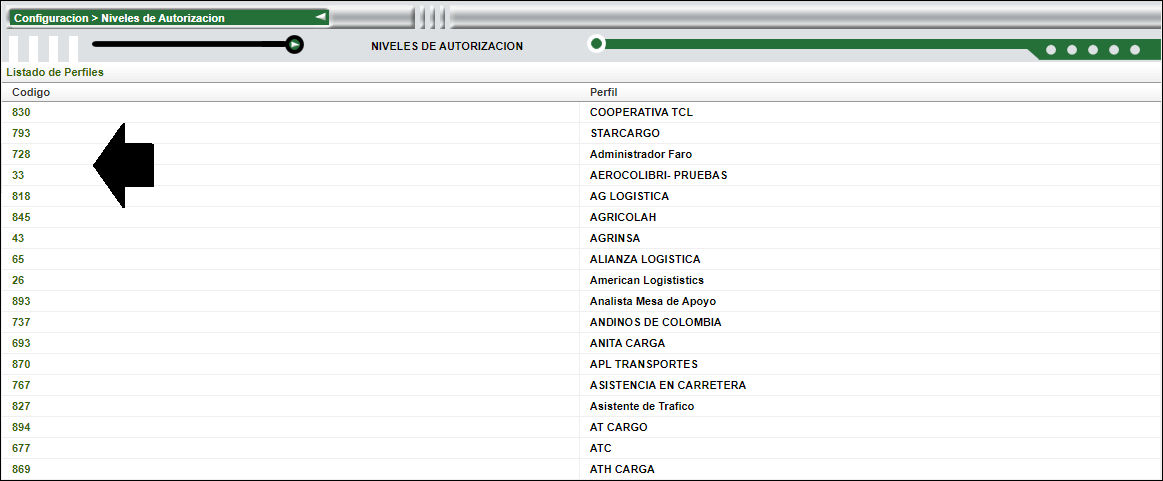 Configuracion > Niveles de Autorizacion
NIVELES DE AUTORIZACION
Listado de Perfiles
Codigo Perfil
830 COOPERATIVA TCL
793 STARCARGO
728 Administrador Faro
33 AEROCOLIBRI- PRUEBAS
818 AG LOGISTICA
845 AGRICOLAH
43 AGRINSA
65 ALIANZA LOGISTICA
26 American Logististics
893 Analista Mesa de Apoyo
737 ANDINOS DE COLOMBIA
693 ANITA CARGA
870 APL TRANSPORTES
767 ASISTENCIA EN CARRETERA
827 Asistente de Trafico
894 AT CARGO
677 ATC
869 ATH CARGA